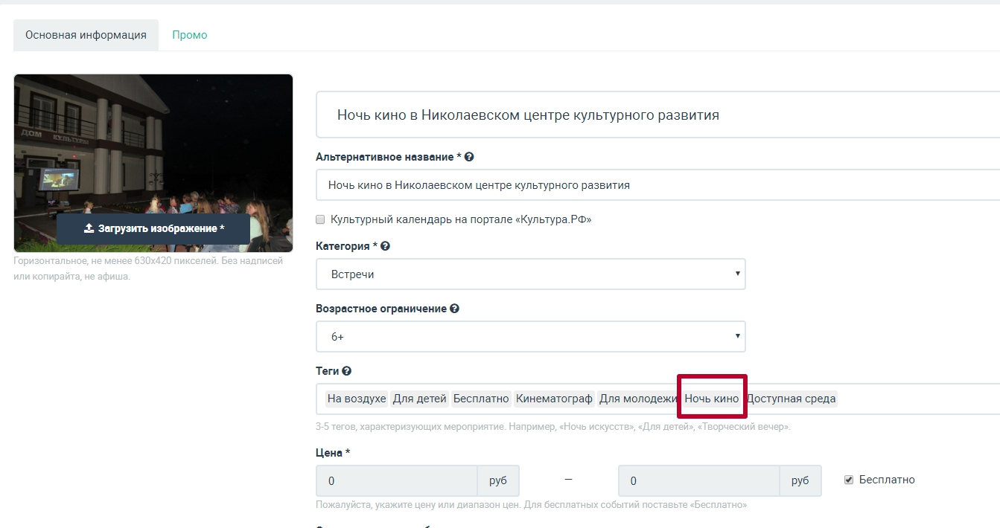 Основная информация
Промо
ДОМ КУЛЬТУРЫ
Загрузить изображение *
Горизонтальное, не менее 630x420 пикселей. Без надписей
или копирайта, не афиша.
Ночь кино в Николаевском центре культурного развития
Альтернативное название *
Ночь кино в Николаевском центре культурного развития
Культурный календарь на портале «Культура.РФ»
Категория *
Встречи
Возрастное ограничение
6+
Теги
На воздухе Для детей Бесплатно Кинематограф Для молодежи Ночь кино Доступная среда
3-5 тегов, характеризующих мероприятие. Например, «Ночь искусств», «Для детей», «Творческий вечер».
Цена *
0 руб — 0 руб Бесплатно
Пожалуйста, укажите цену или диапазон цен. Для бесплатных событий поставьте «Бесплатно»